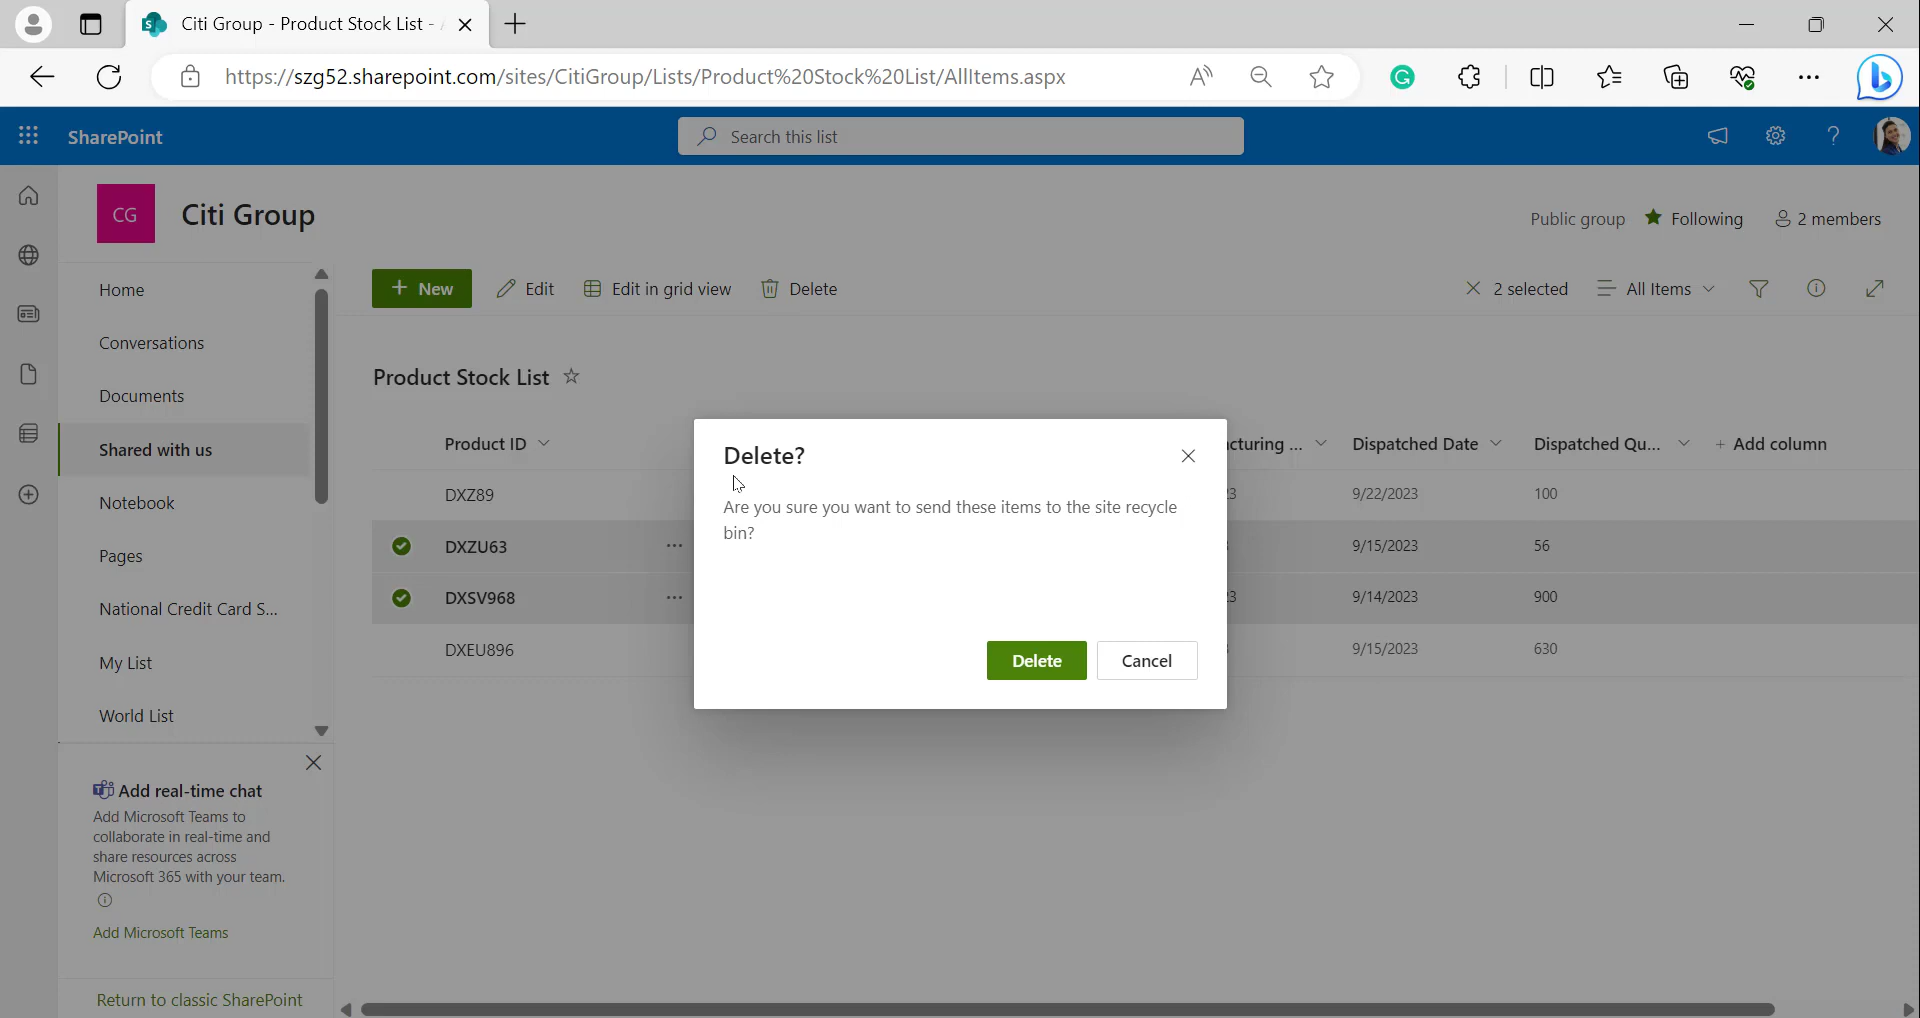 Citi Group - Product Stock List -
https://szg52.sharepoint.com/sites/CitiGroup/Lists/Product%20Stock%20List/AllItems.aspx
SharePoint
Search this list
CG
Citi Group
Public group
Following
2 members
Home
Conversations
Documents
Shared with us
Notebook
Pages
National Credit Card S...
My List
World List
Add real-time chat
Add Microsoft Teams to
collaborate in real-time and
share resources across
Microsoft 365 with your team.
Add Microsoft Teams
Return to classic SharePoint
+ New
Edit
Edit in grid view
Delete
2 selected
All Items
Product Stock List
Product ID
cturing ...
Dispatched Date
Dispatched Qu...
+ Add column
DXZ89
9/22/2023
100
DXZU63
9/15/2023
56
DXSV968
9/14/2023
900
DXEU896
9/15/2023
630
Delete?
Are you sure you want to send these items to the site recycle
bin?
Delete
Cancel